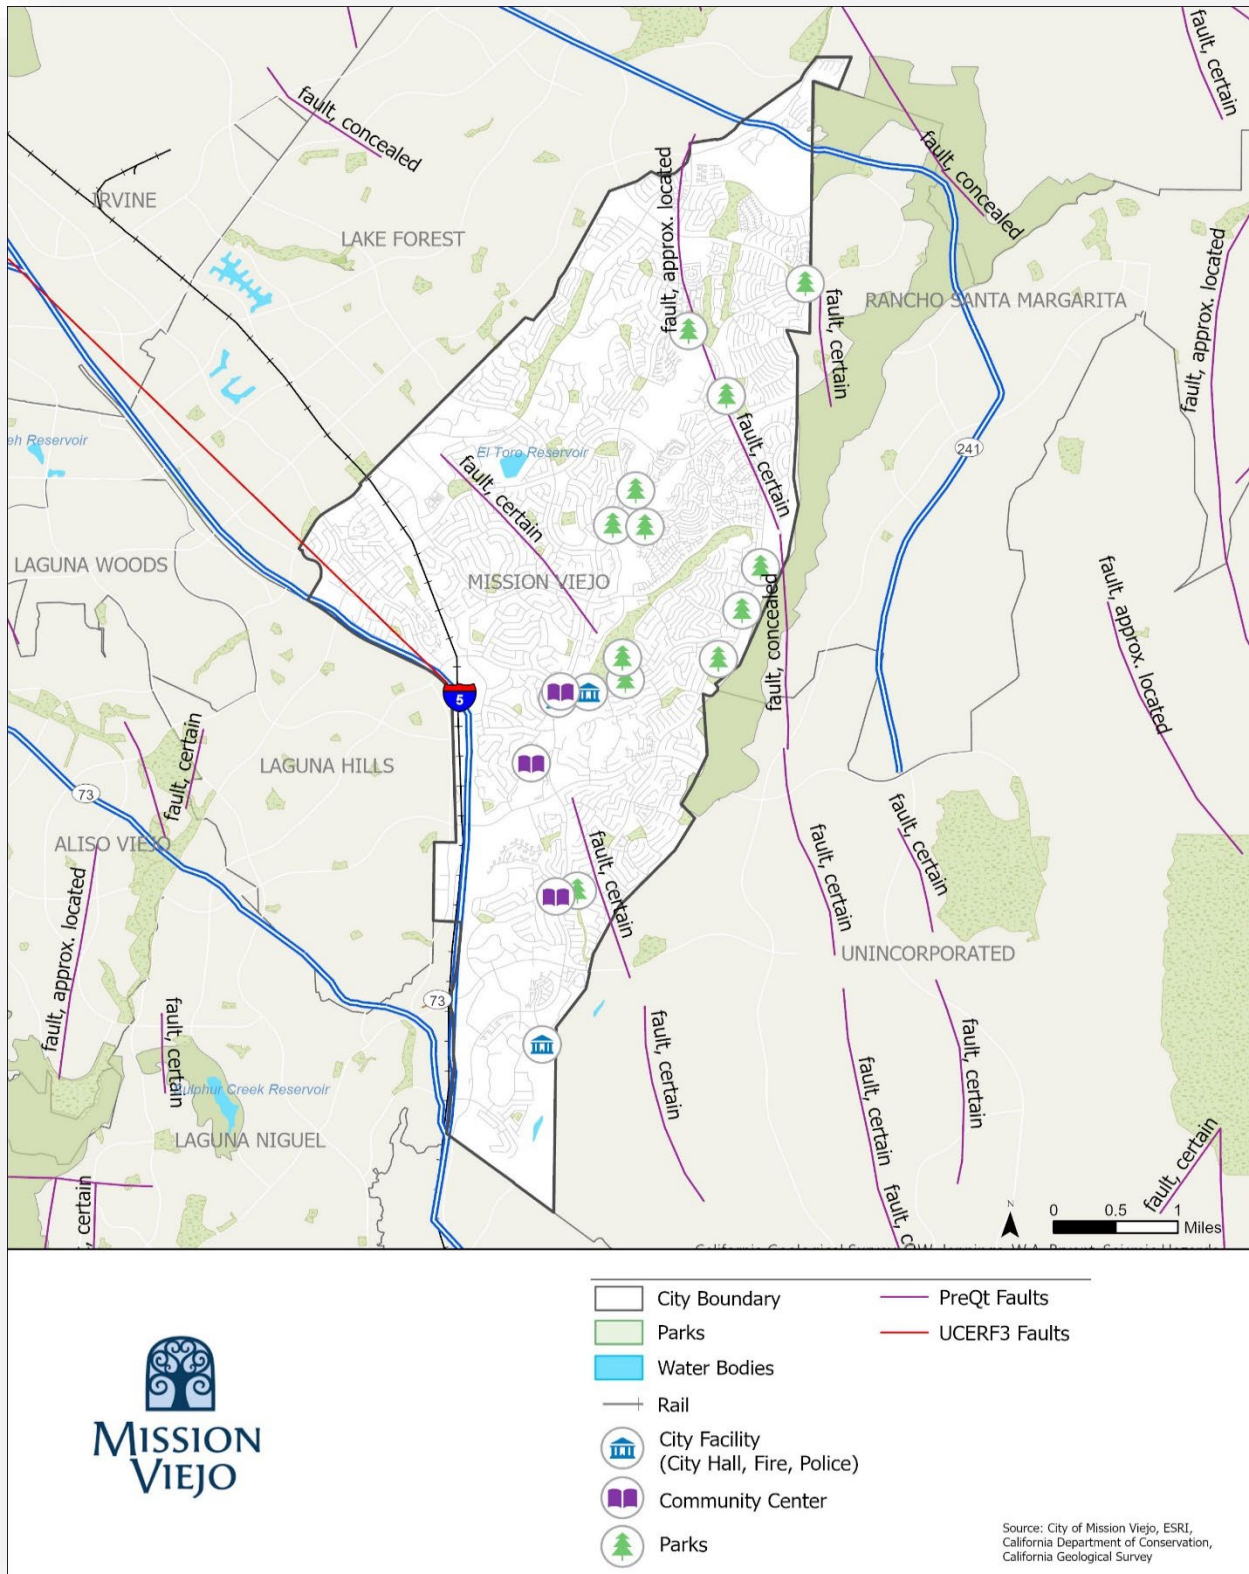 fault, certain
fault, concealed
fault, approx. located
fault, concealed
IRVINE
LAKE FOREST
RANCHO SANTA MARGARITA
fault, certain
fault, approx. located
eh Reservoir
El Toro Reservoir
fault, certain
fault, certain
241
LAGUNA WOODS
MISSION VIEJO
fault, concealed
fault, approx. located
5
fault, certain
LAGUNA HILLS
73
ALISO VIEJO
fault, certain
fault, certain
fault, certain
fault, approx. located
UNINCORPORATED
73
fault, certain
fault, certain
fault, certain
fault, certain
Sulphur Creek Reservoir
LAGUNA NIGUEL
fault, certain
, certain
fault, c
N
0 0.5 1
Miles
City Boundary
Parks
Water Bodies
Rail
City Facility
(City Hall, Fire, Police)
Community Center
Parks
PreQt Faults
UCERF3 Faults
MISSION
VIEJO
Source: City of Mission Viejo, ESRI,
California Department of Conservation,
California Geological Survey